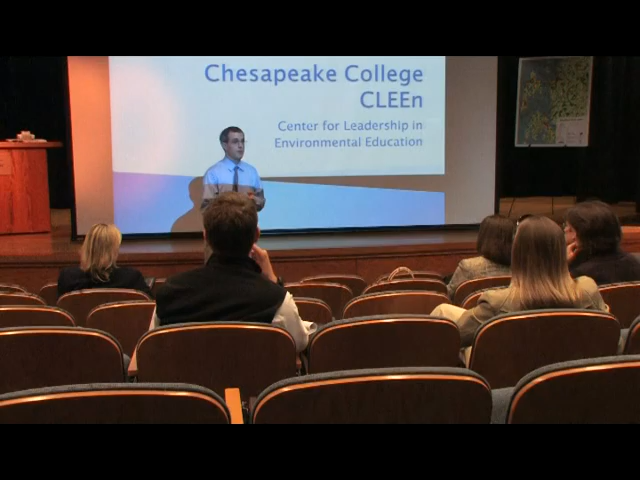 Chesapeake College
CLEEn
Center for Leadership in
Environmental Education